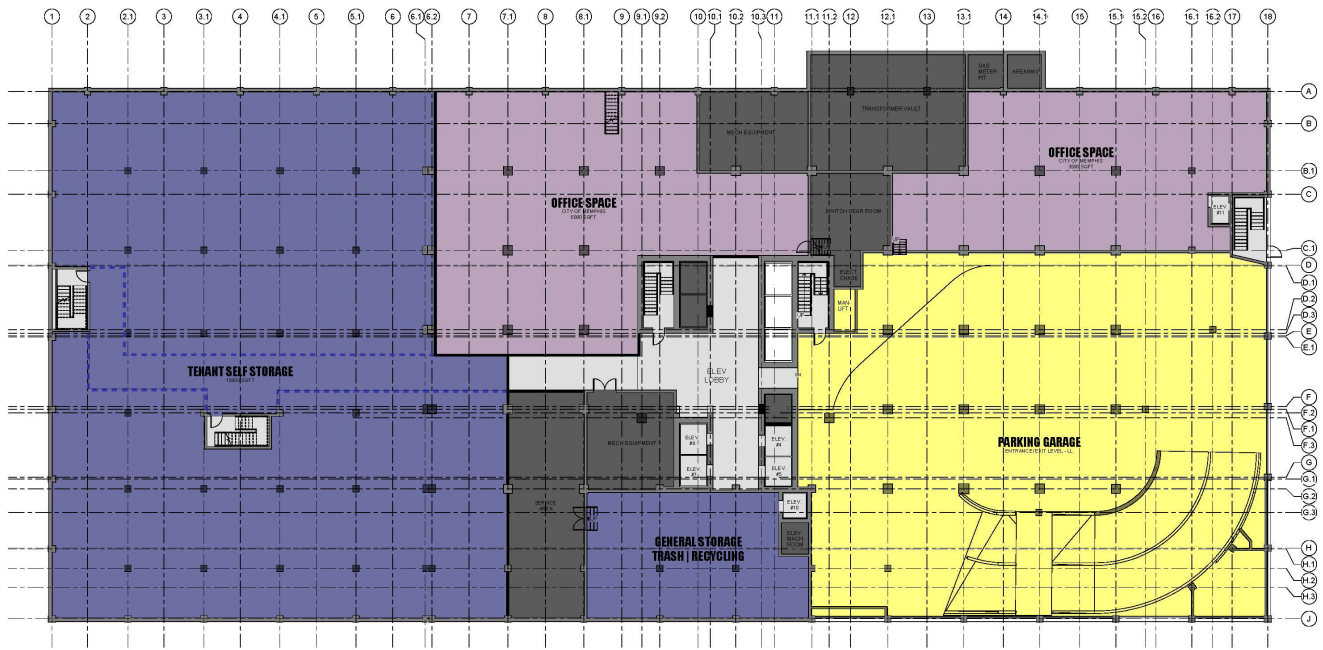 1 2 2.1 3 3.1 4 4.1 5 5.1 6 6.1 6.2 7 7.1 8 8.1 9 9.1 9.2 10 10.1 10.2 10.3 11 11.1 11.2 12 12.1 13 13.1 14 14.1 15 15.1 15.2 16 16.1 16.2 17 18
GAS
METER
PIT
AREAWAY
A
TRANSFORMER VAULT
B
MECH EQUIPMENT
OFFICE SPACE
CITY OF MEMPHIS
B.1
C
OFFICE SPACE
CITY OF MEMPHIS
5000 SQFT
SWITCH GEAR ROOM
ELEV.
#11
C.1
D
ELECT.
CHASE
D.1
MAN-
LIFT
D.2
D.3
E
E.1
TENANT SELF STORAGE
ELEV
LOBBY
F
F.2
F.1
F.3
MECH EQUIPMENT
ELEV.
#6
ELEV.
#4
PARKING GARAGE
ENTRANCE/EXIT LEVEL - LL
ELEV.
#7
ELEV.
#5
G
G.1
G.2
SERVICE
AREA
ELEV.
#10
G.3
GENERAL STORAGE
TRASH | RECYCLING
ELEV.
MACH.
ROOM
H
H.1
H.2
H.3
J